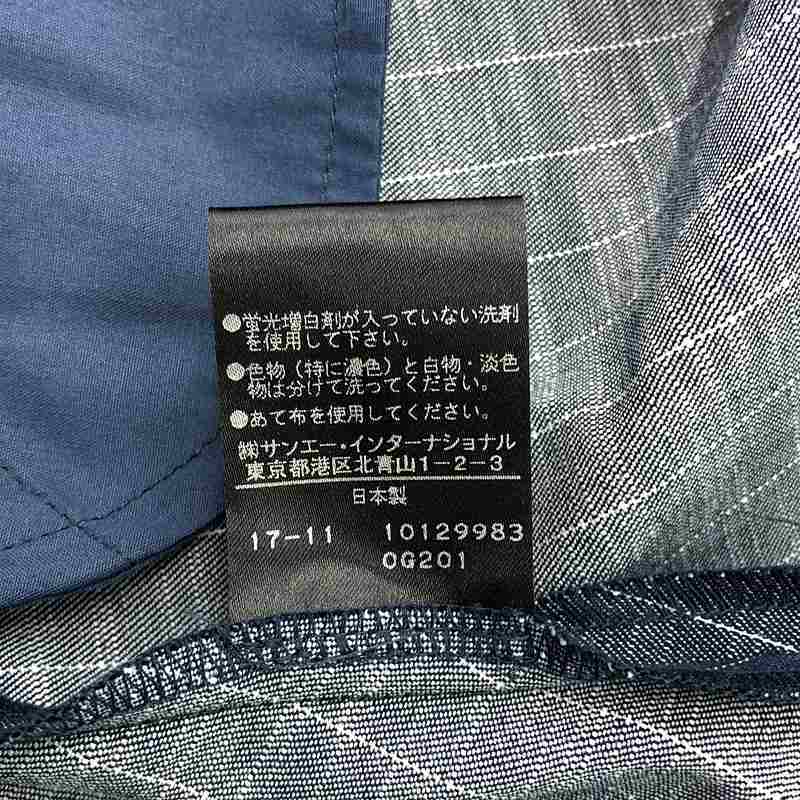 ●蛍光増白剤が入っていない洗剤
を使用して下さい。
●色物（特に濃色）と白物・淡色
物は分けて洗ってください。
●あて布を使用してください。
㈱サンエー・インターナショナル
東京都港区北青山1-2-3
日本製
17-11 10129983
0G201